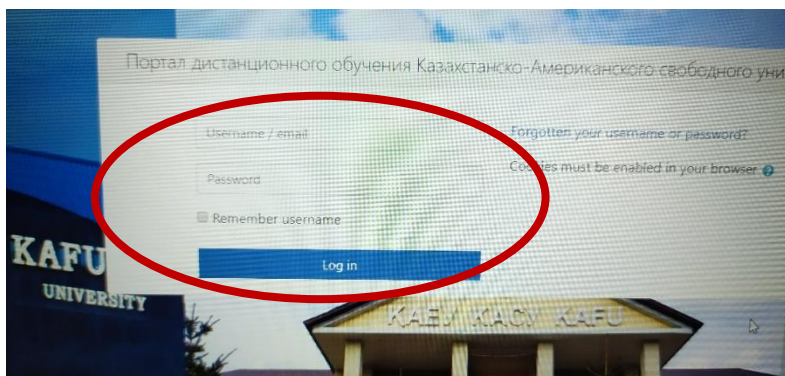 Портал дистанционного обучения Казахстанско-Американского свободного уни
Username / email
Password
Remember username
Log in
Forgotten your username or password?
Cookies must be enabled in your browser
KAFU
UNIVERSITY
КАЕУ КАСУ KAFU